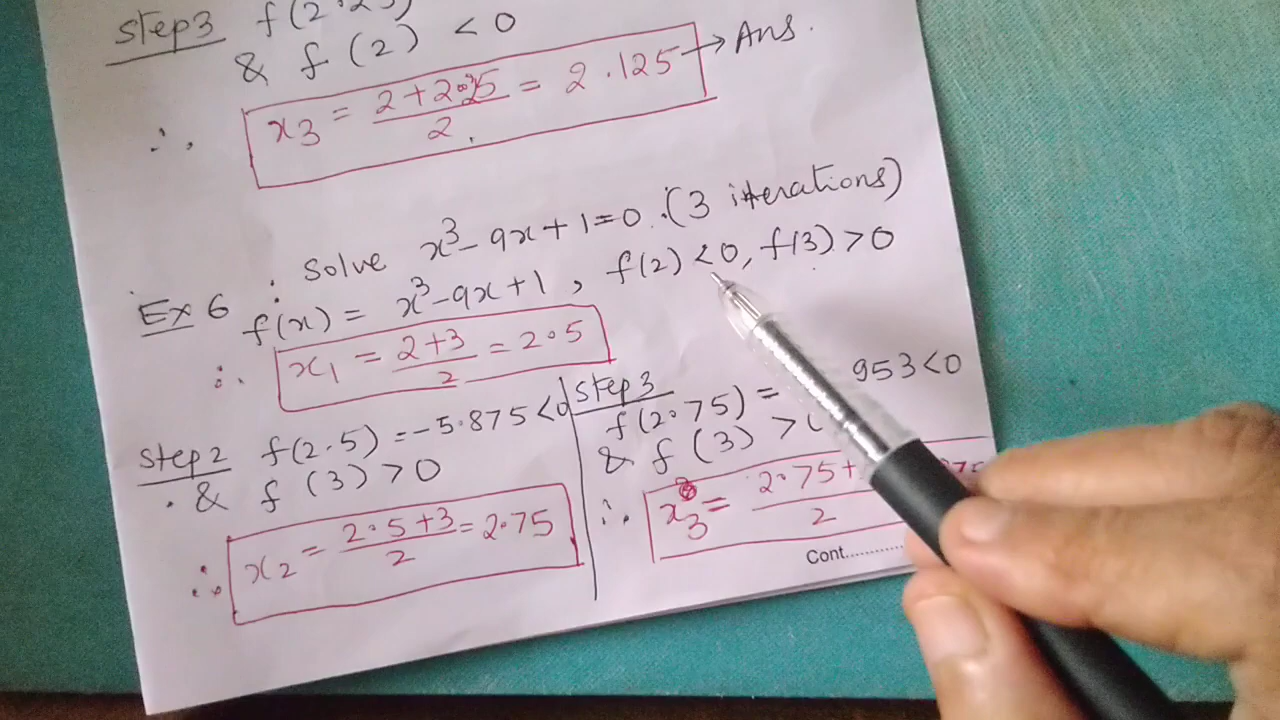 Step3 f(2.25)
& f (2) < 0
∴ x3 = 2+2.25 / 2 = 2.125 → Ans.
Ex 6 : Solve x³-9x+1=0. (3 iterations)
f(x) = x³-9x+1, f(2)<0, f(3)>0
∴ x1 = 2+3 / 2 = 2.5
Step2 f(2.5) = -5.875<0
& f (3) >0
∴ x2 = 2.5+3 / 2 = 2.75
Step 3
f(2.75) = 953<0
& f (3) >
∴ x3 = 2.75+ / 2
Cont...........